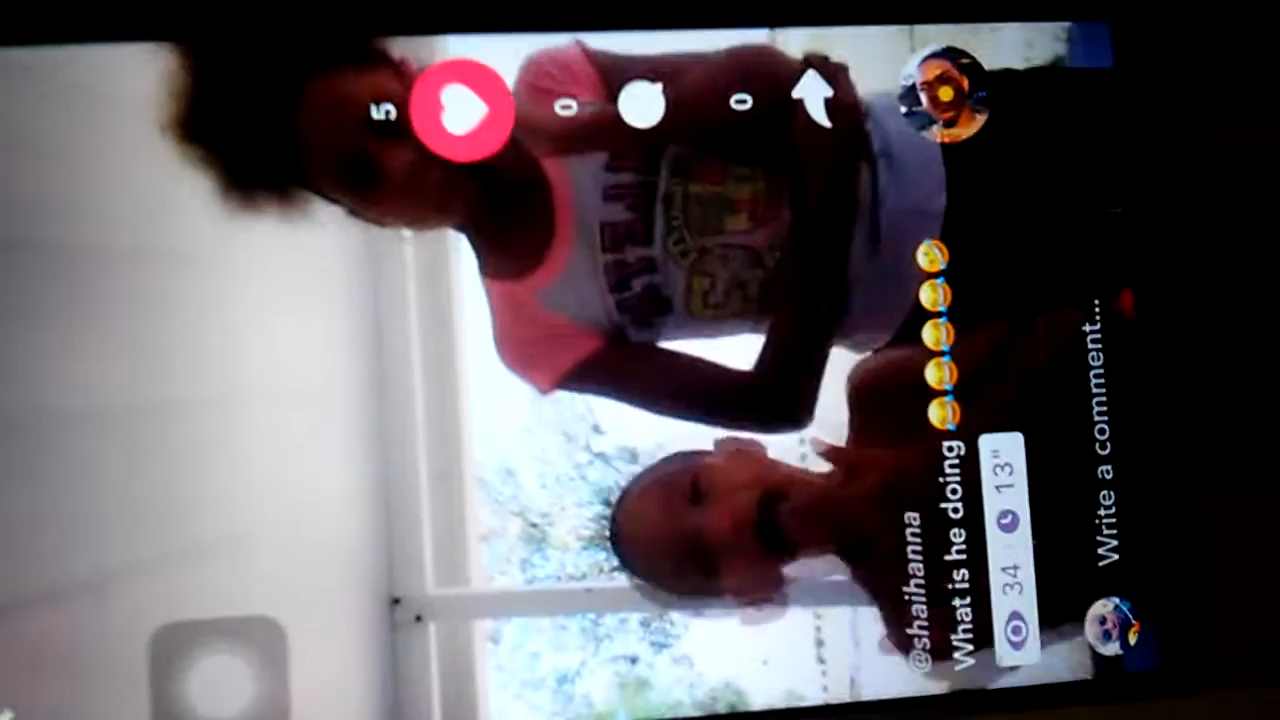 5
0
0
@shaihanna
What is he doing 😂😂😂😂😂
34 13"
Write a comment...